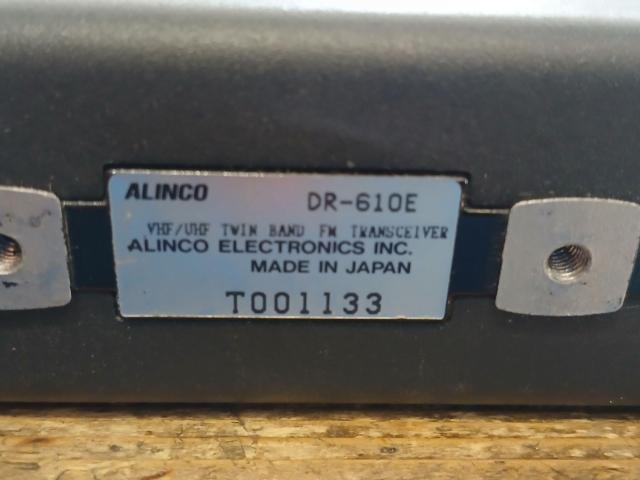 ALINCO DR-610E
VHF/UHF TWIN BAND FM TRANSCEIVER
ALINCO ELECTRONICS INC.
MADE IN JAPAN
T001133